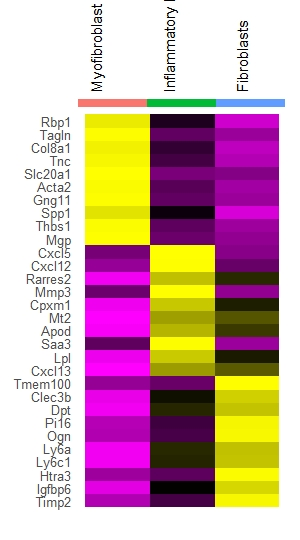 Myofibroblast
Inflammatory
Fibroblasts
Rbp1
Tagln
Col8a1
Tnc
Slc20a1
Acta2
Gng11
Spp1
Thbs1
Mgp
Cxcl5
Cxcl12
Rarres2
Mmp3
Cpxm1
Mt2
Apod
Saa3
Lpl
Cxcl13
Tmem100
Clec3b
Dpt
Pi16
Ogn
Ly6a
Ly6c1
Htra3
Igfbp6
Timp2